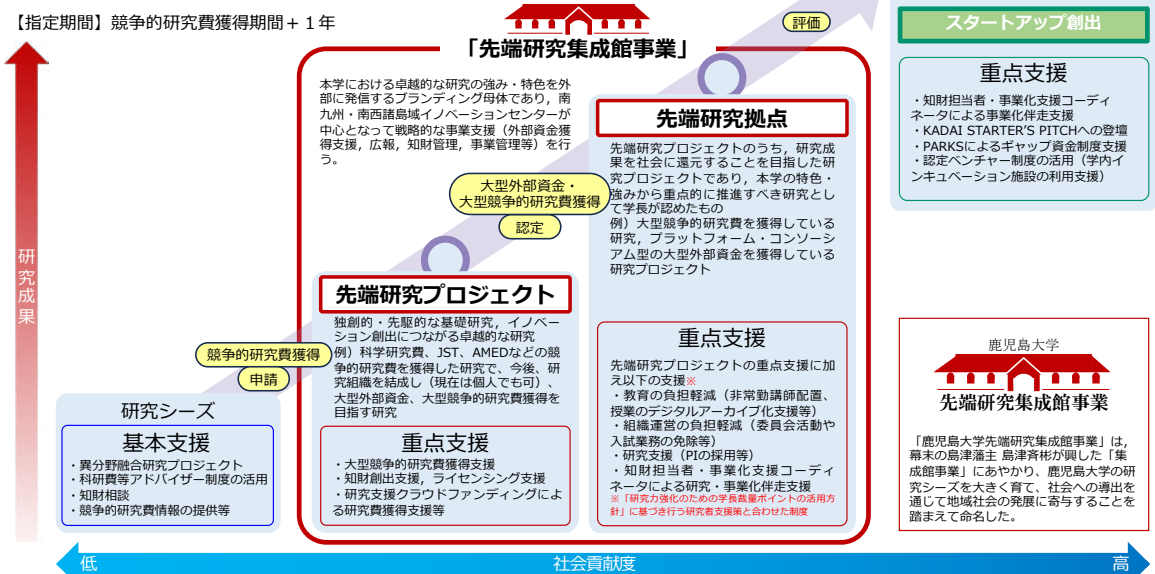 【指定期間】競争的研究費獲得期間＋１年
「先端研究集成館事業」
評価
スタートアップ創出
本学における卓越的な研究の強み・特色を外
部に発信するブランディング母体であり，南
九州・南西諸島域イノベーションセンターが
中心となって戦略的な事業支援（外部資金獲
得支援，広報，知財管理，事業管理等）を行
う。
重点支援
・知財担当者・事業化支援コーディ
ネータによる事業化伴走支援
・KADAI STARTER'S PITCHへの登壇
・PARKSによるギャップ資金制度支援
・認定ベンチャー制度の活用（学内イ
ンキュベーション施設の利用支援）
先端研究拠点
先端研究プロジェクトのうち，研究成
果を社会に還元することを目指した研
究プロジェクトであり，本学の特色・
強みから重点的に推進すべき研究とし
て学長が認めたもの
例）大型競争的研究費を獲得している
研究，プラットフォーム・コンソーシ
アム型の大型外部資金を獲得している
研究プロジェクト
大型外部資金・
大型競争的研究費獲得
認定
研究成果
先端研究プロジェクト
独創的・先駆的な基礎研究，イノベー
ション創出につながる卓越的な研究
例）科学研究費、JST、AMEDなどの競
争的研究費を獲得した研究で、今後、研
究組織を結成し（現在は個人でも可）、
大型外部資金、大型競争的研究費獲得を
目指す研究
競争的研究費獲得
申請
重点支援
先端研究プロジェクトの重点支援に加
え以下の支援※
・教育の負担軽減（非常勤講師配置、
授業のデジタルアーカイブ化支援等）
・組織運営の負担軽減（委員会活動や
入試業務の免除等）
・研究支援（PIの採用等）
・知財担当者・事業化支援コーディ
ネータによる研究・事業化伴走支援
※「研究力強化のための学長裁量ポイントの活用方
針」に基づき行う研究者支援策と合わせた制度
鹿児島大学
先端研究集成館事業
「鹿児島大学先端研究集成館事業」は，
幕末の島津藩主 島津斉彬が興した「集
成館事業」にあやかり、鹿児島大学の研
究シーズを大きく育て、社会への導出を
通じて地域社会の発展に寄与することを
踏まえて命名した。
研究シーズ
基本支援
・異分野融合研究プロジェクト
・科研費等アドバイザー制度の活用
・知財相談
・競争的研究費情報の提供等
重点支援
・大型競争的研究費獲得支援
・知財創出支援，ライセンシング支援
・研究支援クラウドファンディングによ
る研究費獲得支援等
低
社会貢献度
高